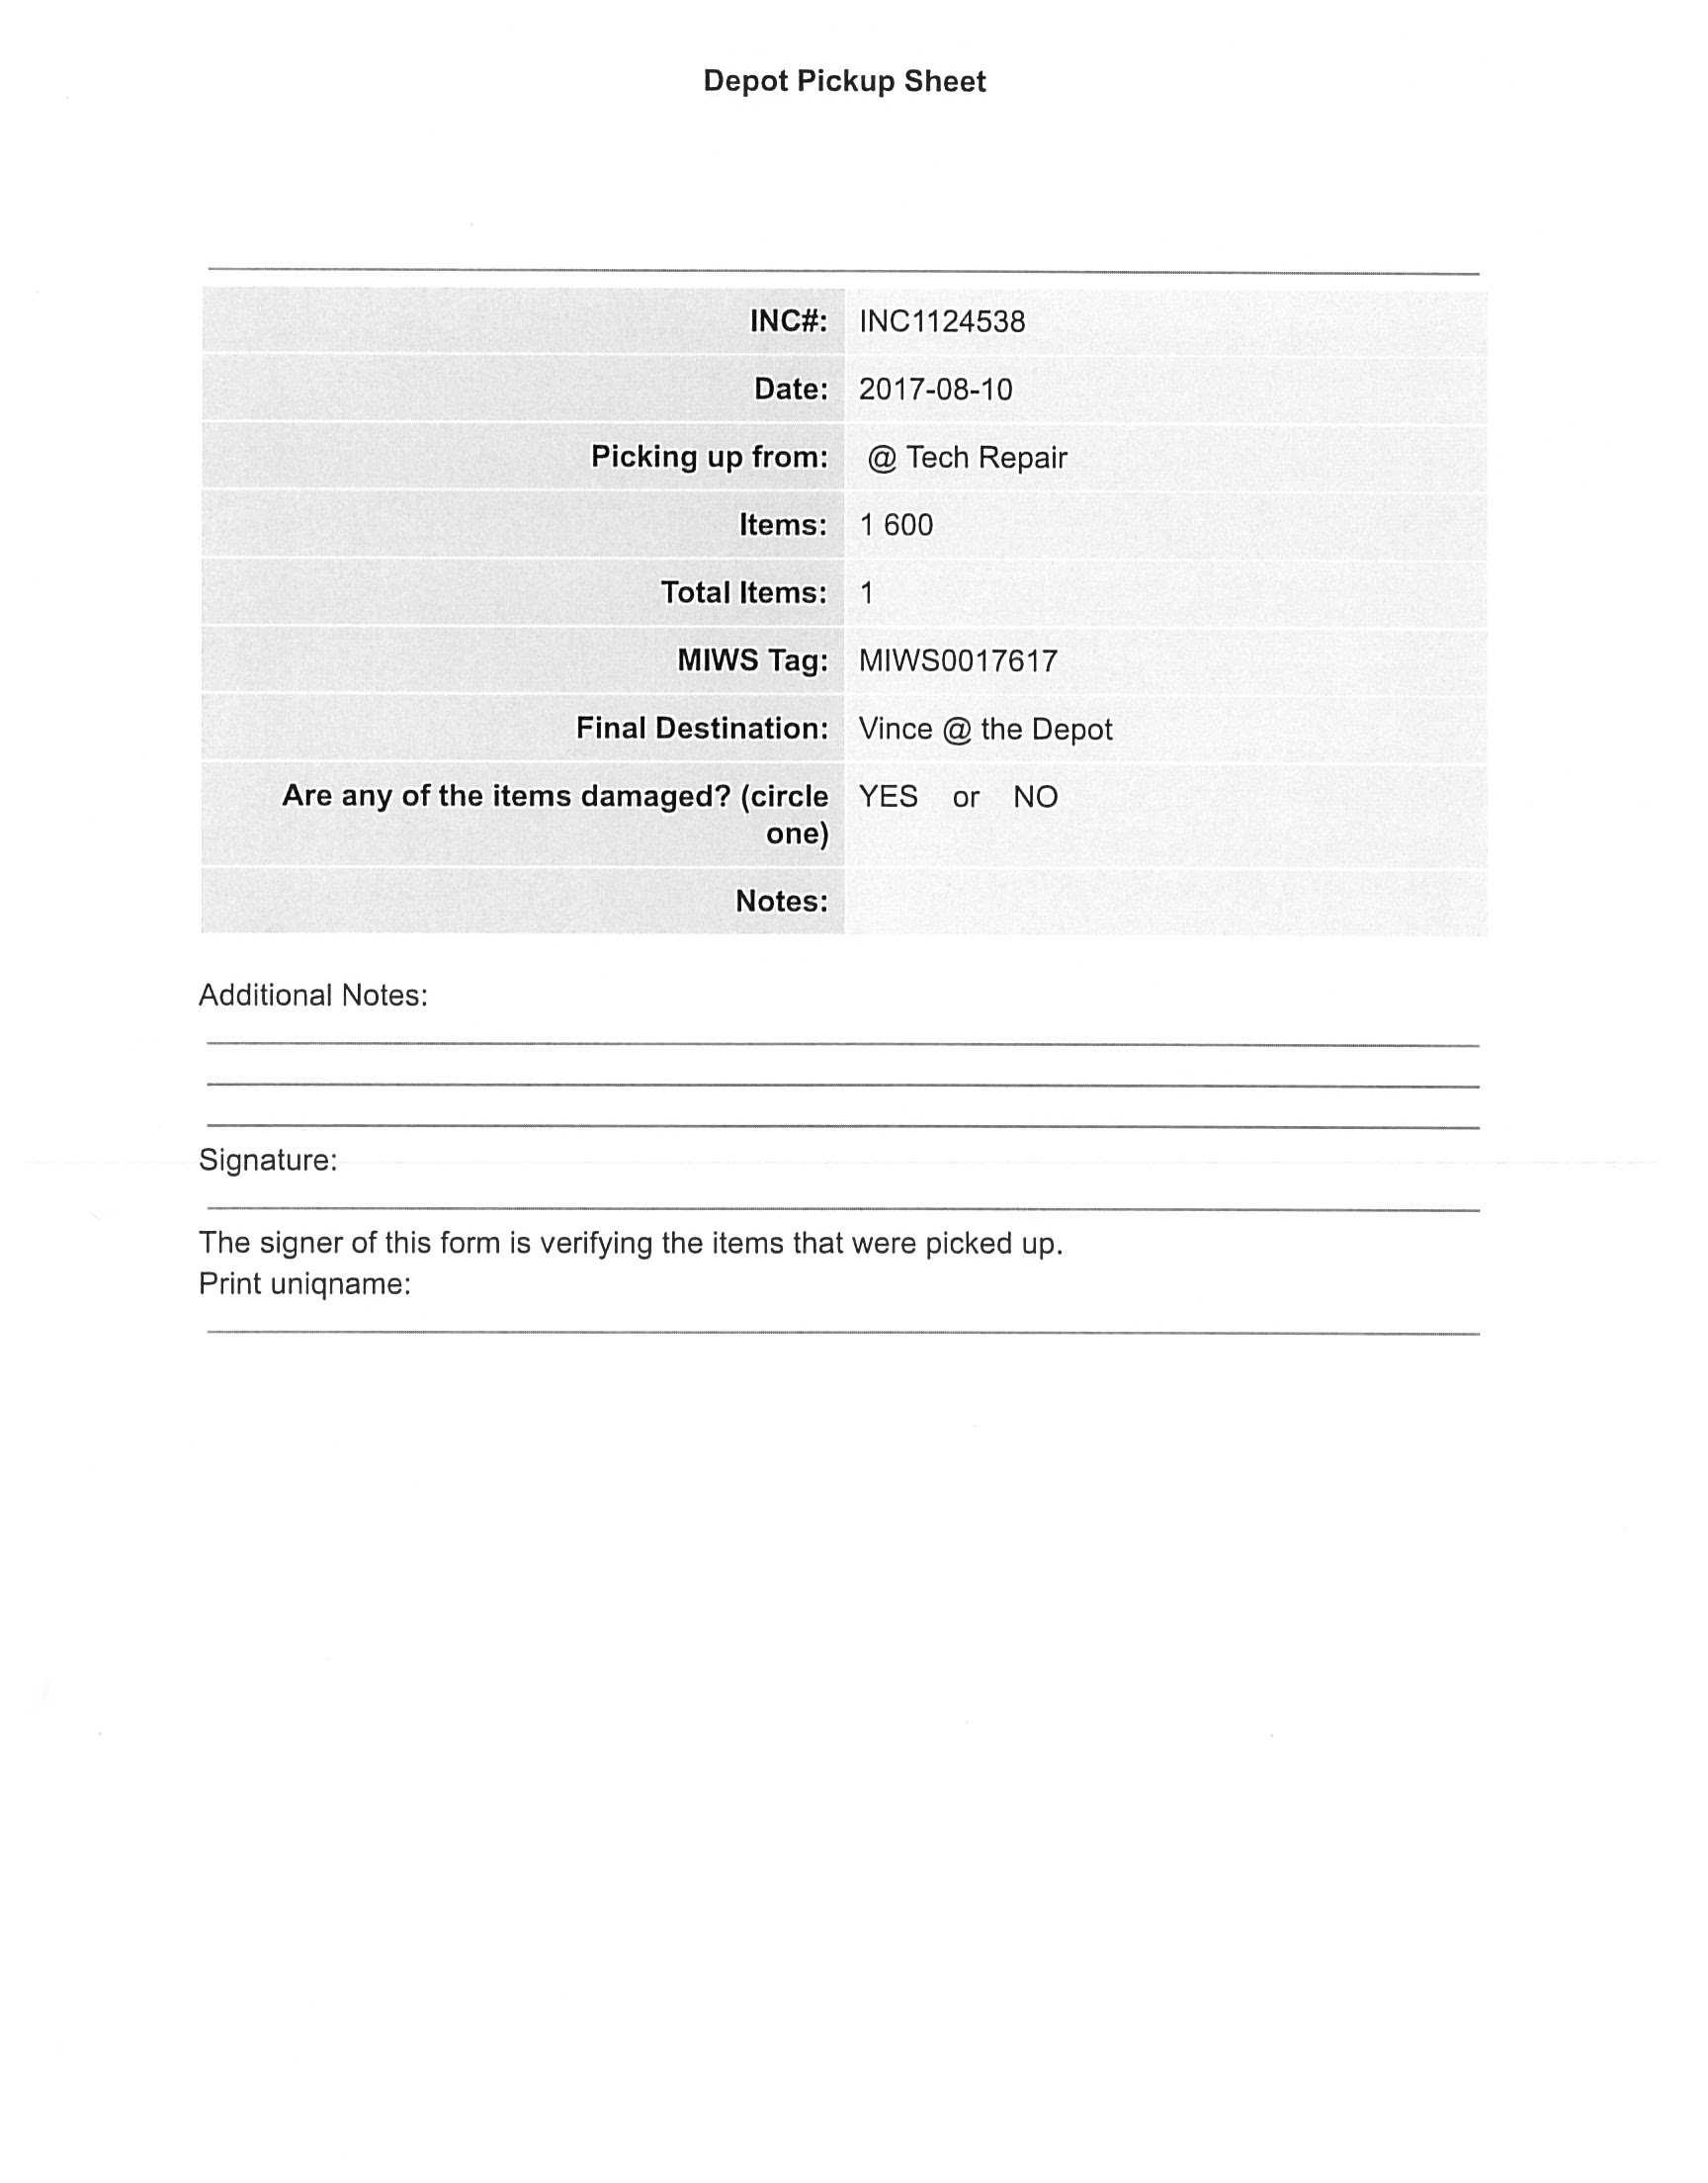 Depot Pickup Sheet
INC#: INC1124538
Date: 2017-08-10
Picking up from: @ Tech Repair
Items: 1 600
Total Items: 1
MIWS Tag: MIWS0017617
Final Destination: Vince @ the Depot
Are any of the items damaged? (circle YES or NO
one)
Notes:
Additional Notes:
Signature:
The signer of this form is verifying the items that were picked up.
Print uniqname: